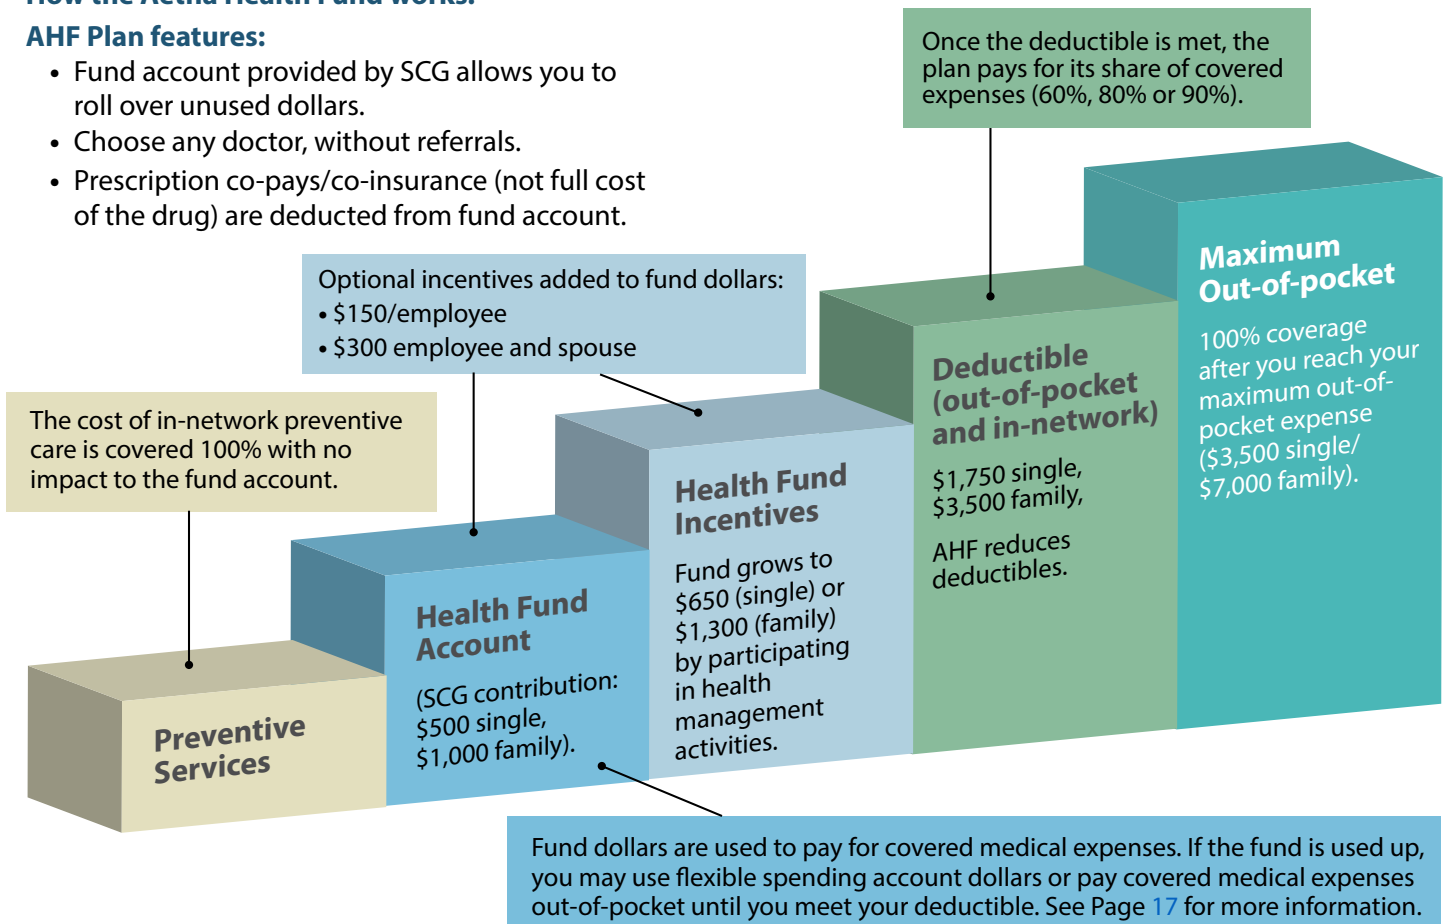 How the Aetna Health Fund works.
AHF Plan features:
• Fund account provided by SCG allows you to
roll over unused dollars.
• Choose any doctor, without referrals.
• Prescription co-pays/co-insurance (not full cost
of the drug) are deducted from fund account.
Once the deductible is met, the
plan pays for its share of covered
expenses (60%, 80% or 90%).
Optional incentives added to fund dollars:
• $150/employee
• $300 employee and spouse
The cost of in-network preventive
care is covered 100% with no
impact to the fund account.
Preventive
Services
Health Fund
Account
(SCG contribution:
$500 single,
$1,000 family).
Health Fund
Incentives
Fund grows to
$650 (single) or
$1,300 (family)
by participating
in health
management
activities.
Deductible
(out-of-pocket
and in-network)
$1,750 single,
$3,500 family,
AHF reduces
deductibles.
Maximum
Out-of-pocket
100% coverage
after you reach your
maximum out-of-
pocket expense
($3,500 single/
$7,000 family).
Fund dollars are used to pay for covered medical expenses. If the fund is used up,
you may use flexible spending account dollars or pay covered medical expenses
out-of-pocket until you meet your deductible. See Page 17 for more information.